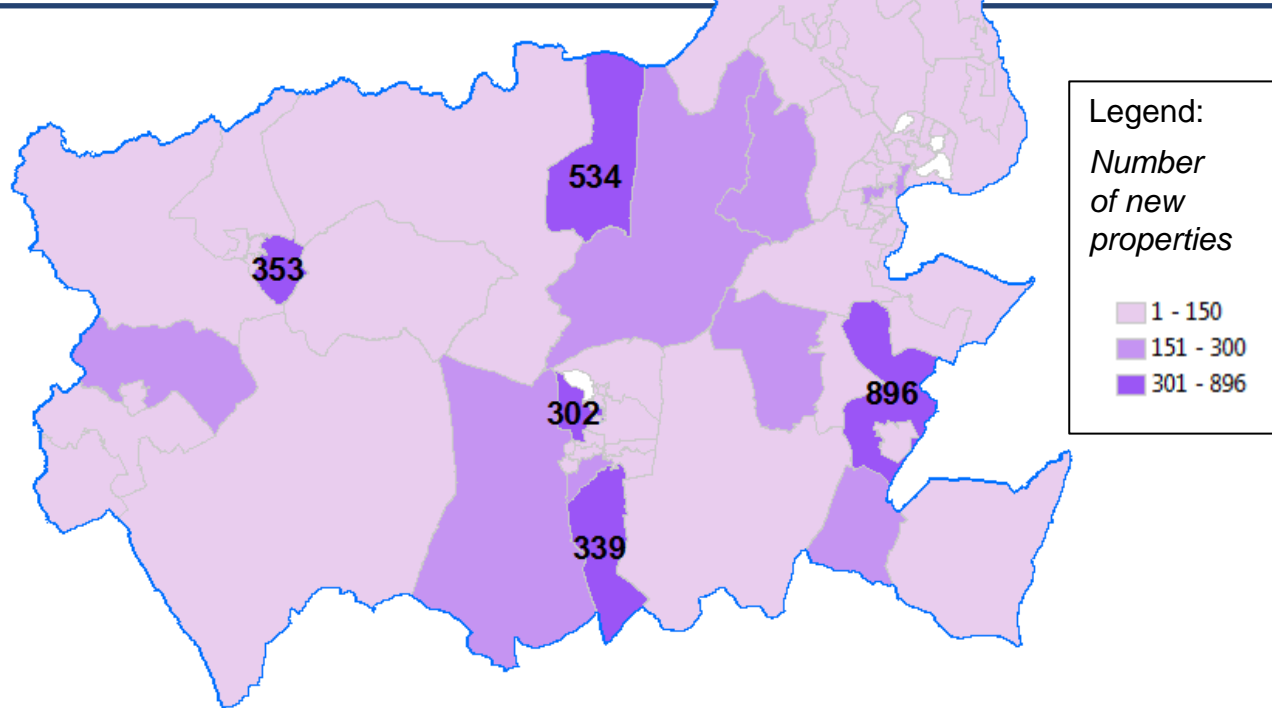 Legend:
Number
of new
properties
1 - 150
151 - 300
301 - 896
534
353
302
896
339